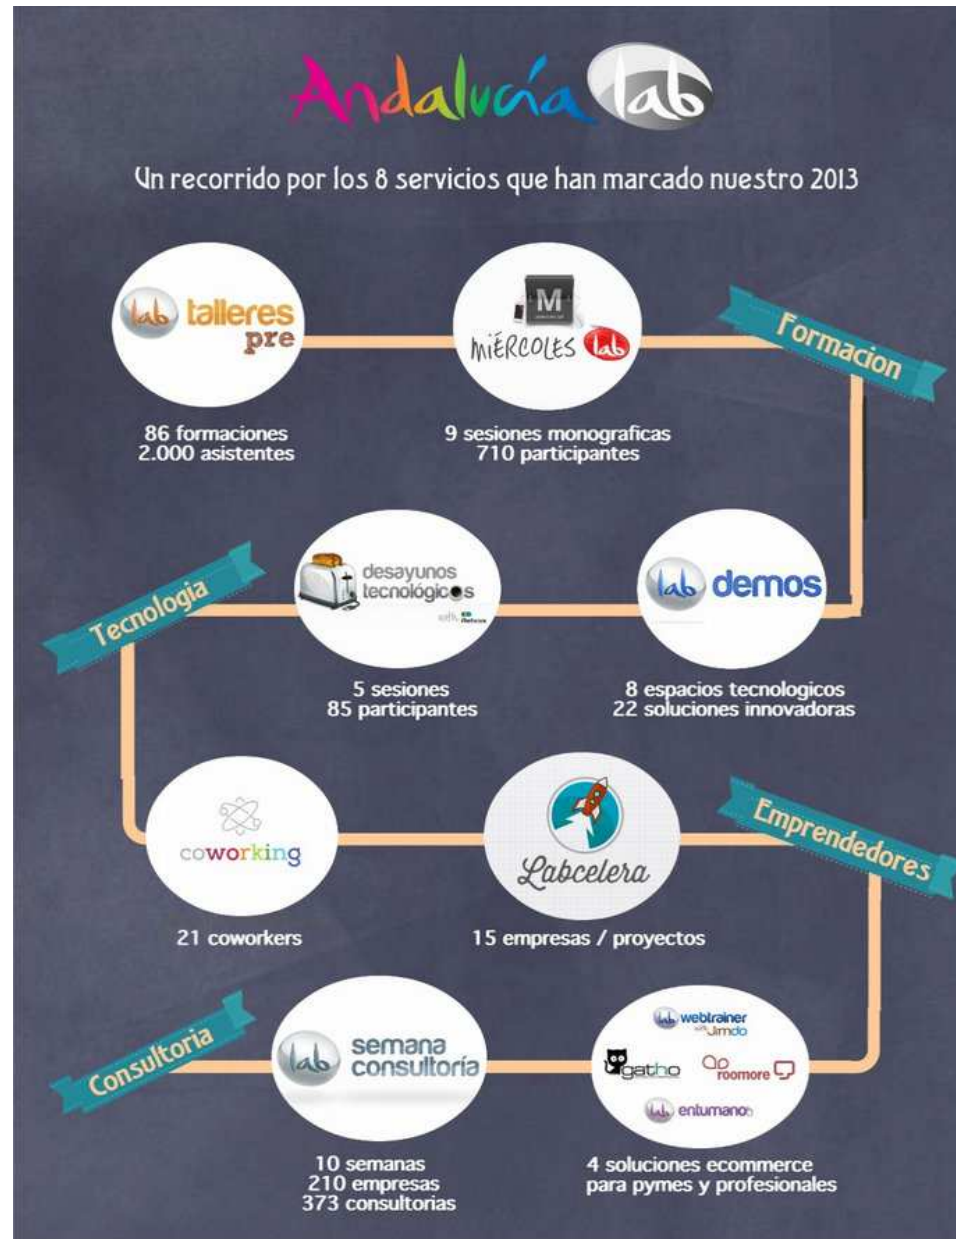 Andalucía lab
Un recorrido por los 8 servicios que han marcado nuestro 2013
lab talleres
pre
M
MIÉRCOLES lab
Formacion
86 formaciones
2.000 asistentes
9 sesiones monograficas
710 participantes
Tecnologia
desayunos
tecnológicos
lab demos
5 sesiones
85 participantes
8 espacios tecnologicos
22 soluciones innovadoras
coworking
Labcelera
Emprendedores
21 coworkers
15 empresas / proyectos
Consultoria
lab semana
consultoría
lab webtrainer
with Jimdo
gatho
roomore
lab entumano
10 semanas
210 empresas
373 consultorias
4 soluciones ecommerce
para pymes y profesionales